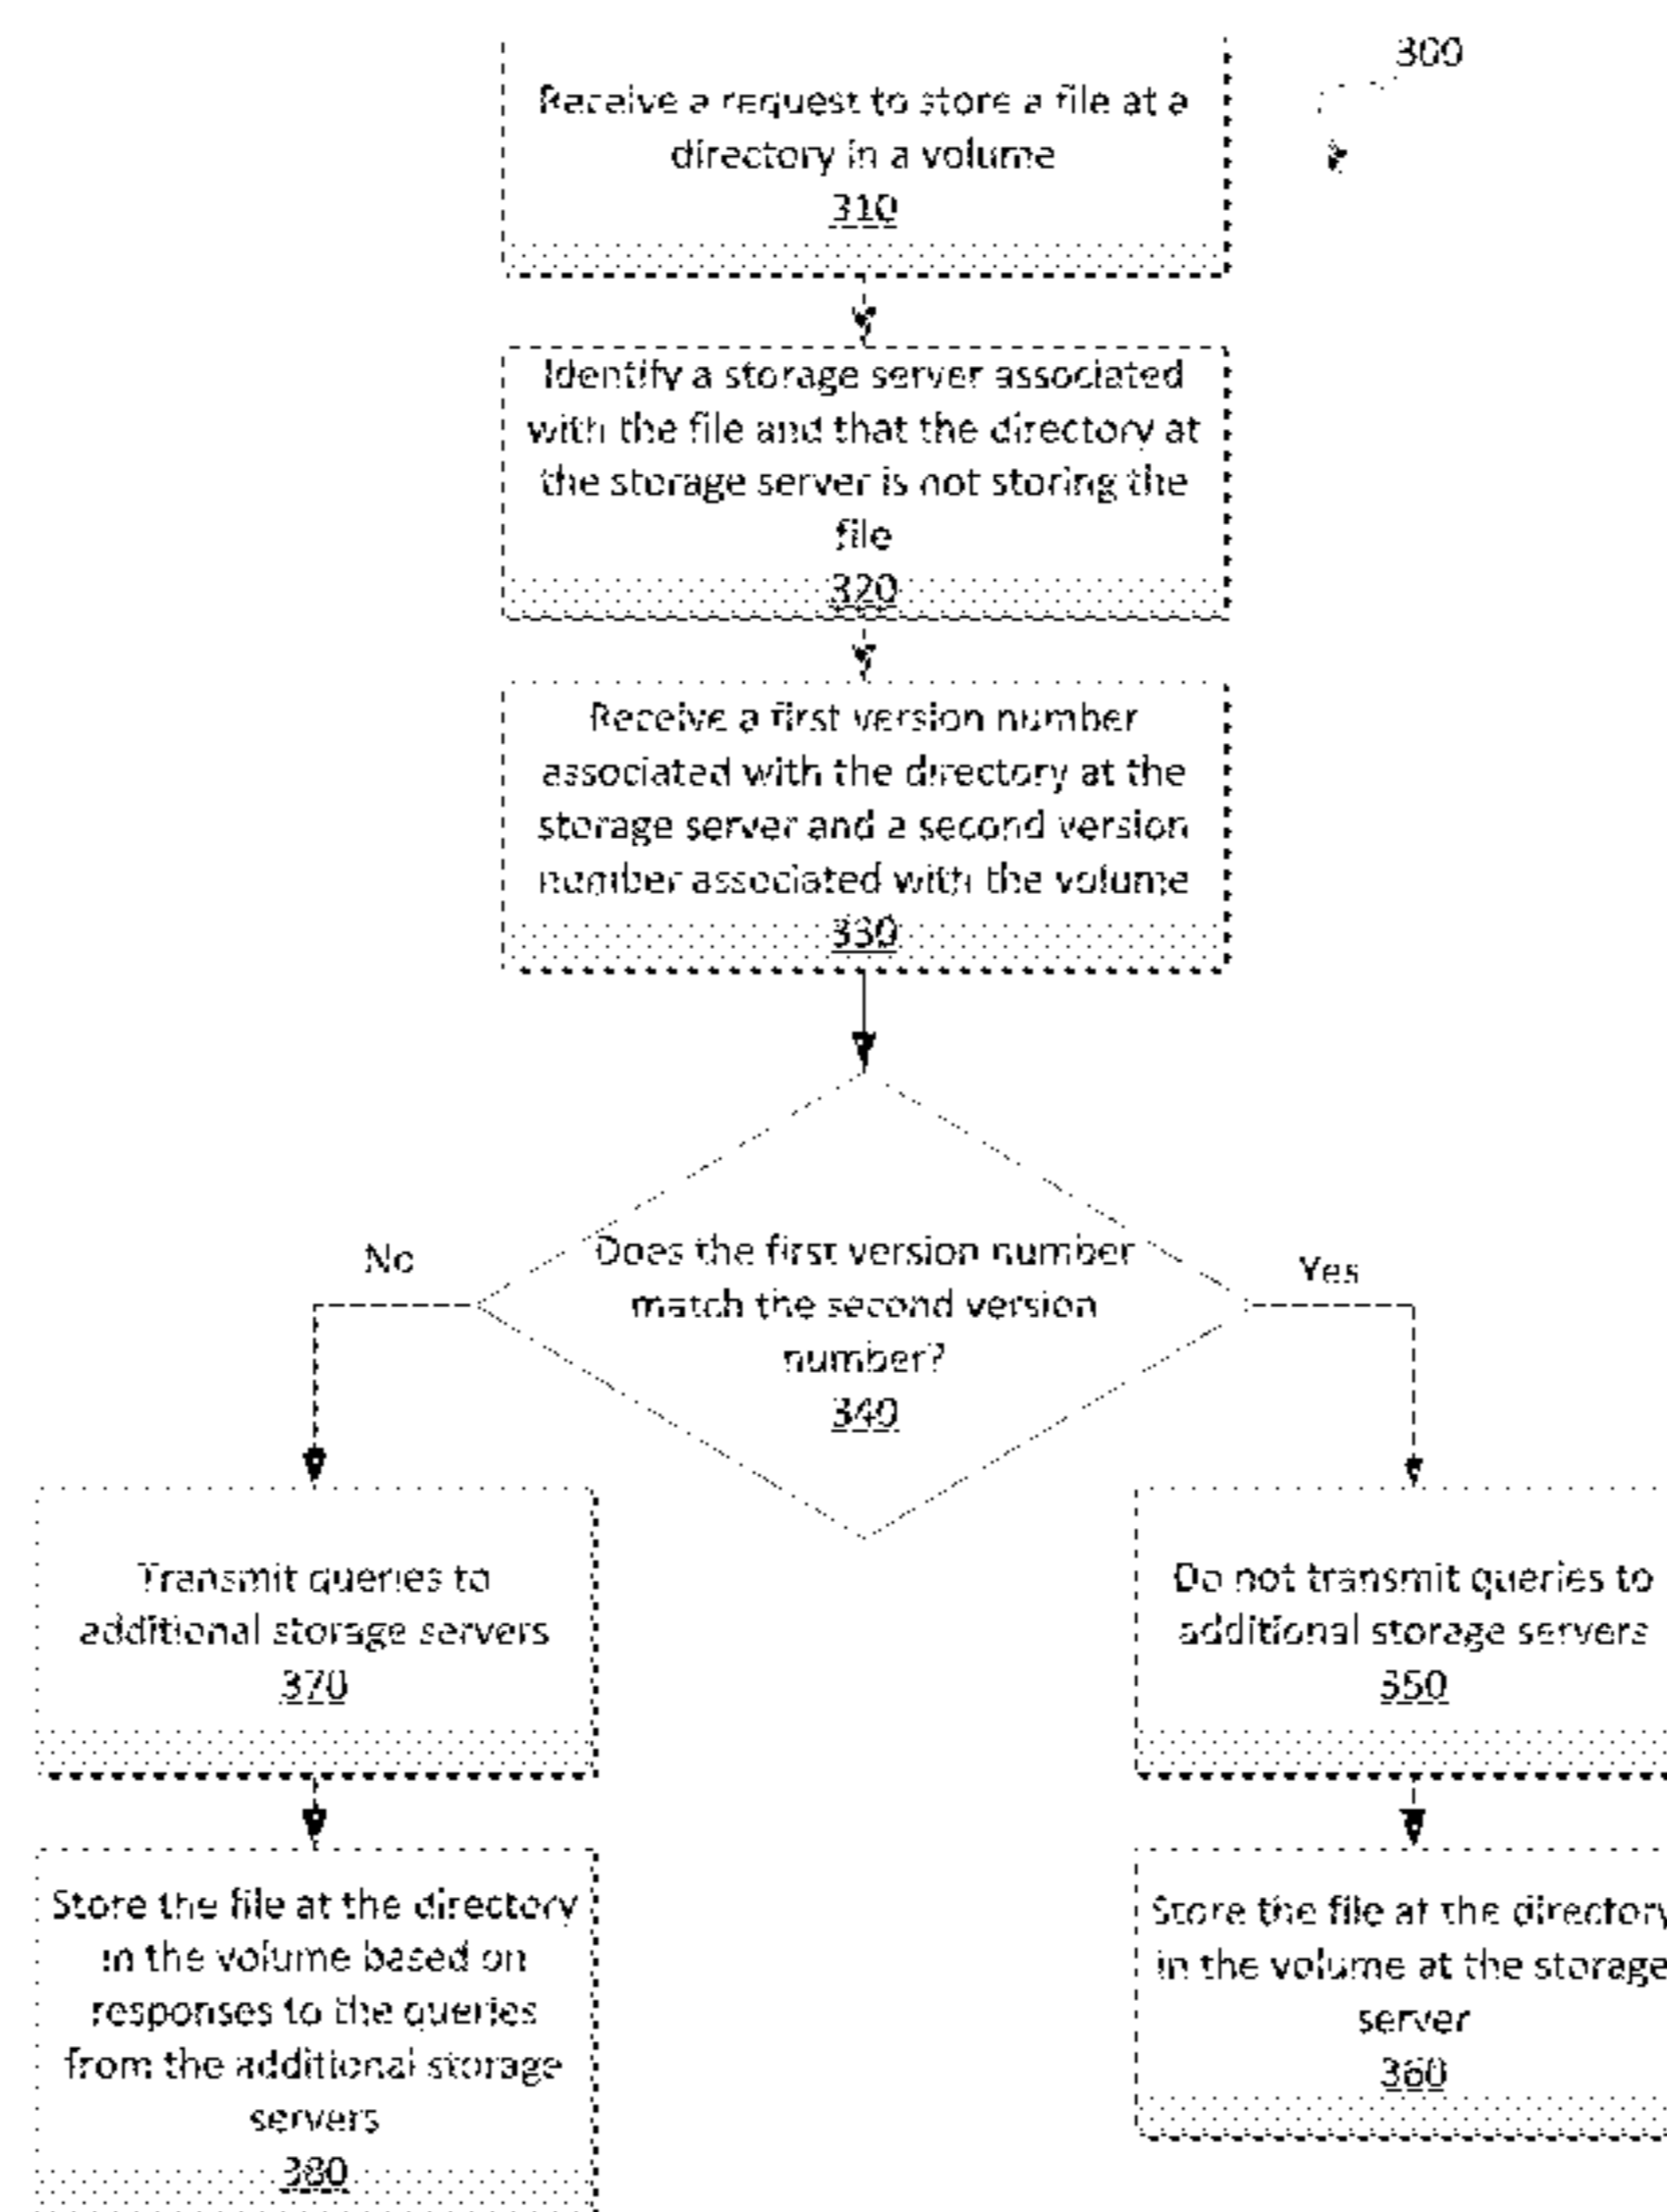 300
Receive a request to store a file at a
directory in a volume
310
Identify a storage server associated
with the file and that the directory at
the storage server is not storing the
file
320
Receive a first version number
associated with the directory at the
storage server and a second version
number associated with the volume
330
Does the first version number
match the second version
number?
340
No
Yes
Transmit queries to
additional storage servers
370
Do not transmit queries to
additional storage servers
350
Store the file at the directory
in the volume based on
responses to the queries
from the additional storage
servers
380
Store the file at the directory
in the volume at the storage
server
360